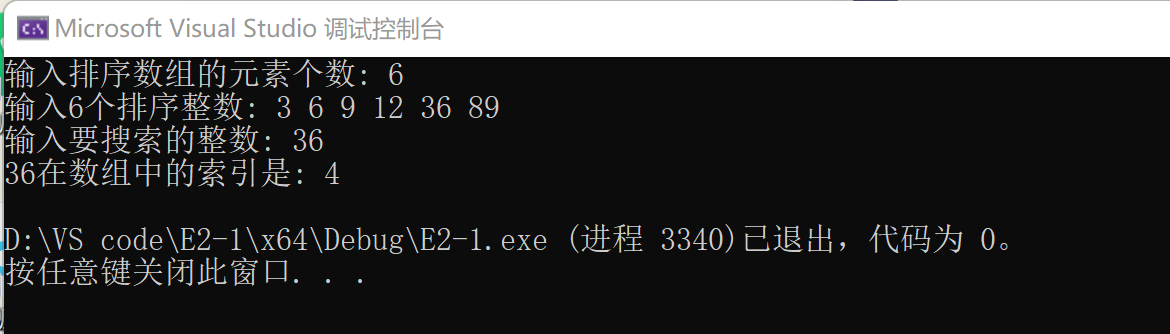 C:\ Microsoft Visual Studio 调试控制台
输入排序数组的元素个数: 6
输入6个排序整数: 3 6 9 12 36 89
输入要搜索的整数: 36
36在数组中的索引是: 4
D:\VS code\E2-1\x64\Debug\E2-1.exe (进程 3340)已退出，代码为 0。
按任意键关闭此窗口. . .